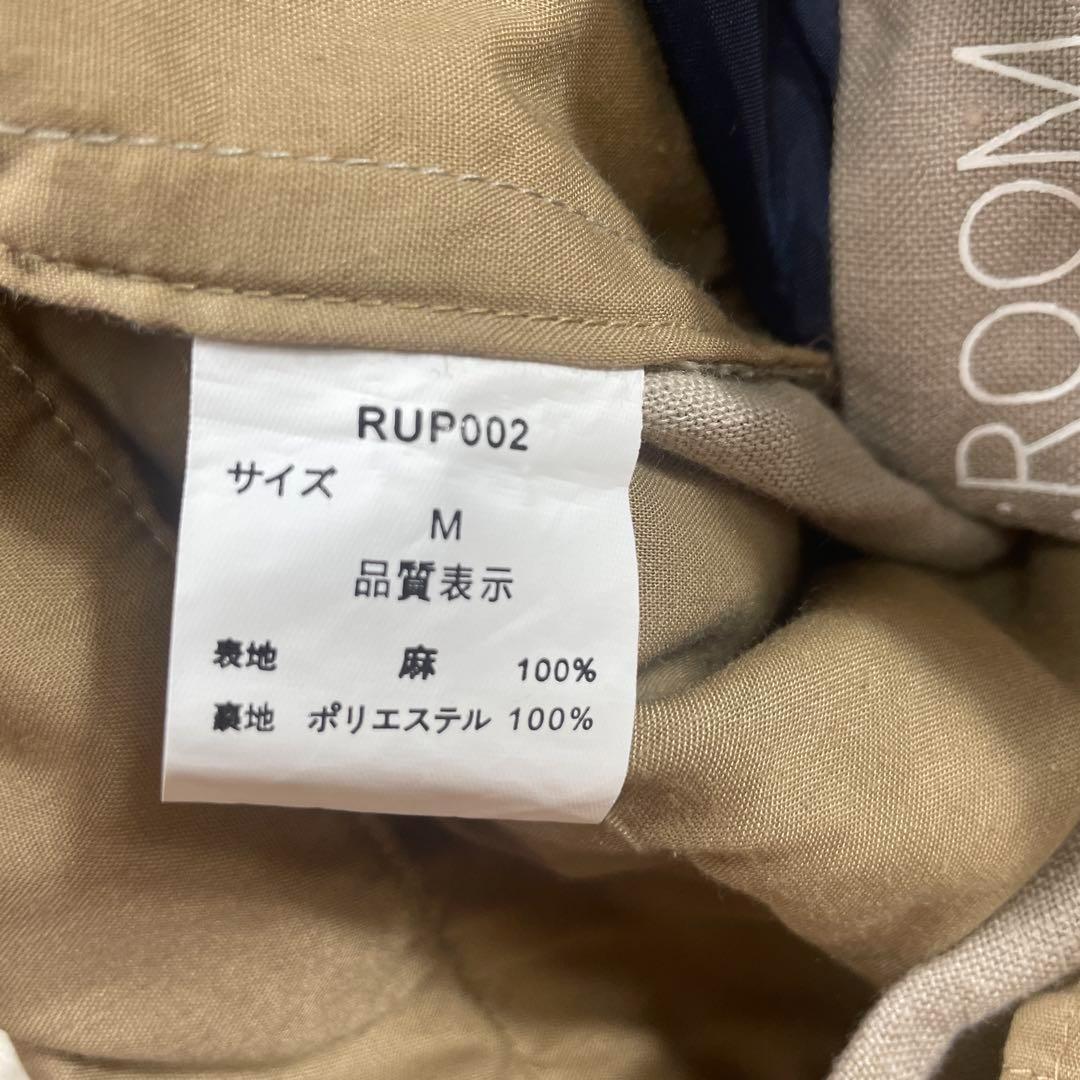 RUP002
サイズ
M
品質表示
表地 麻 100%
裏地 ポリエステル 100%
ROOM